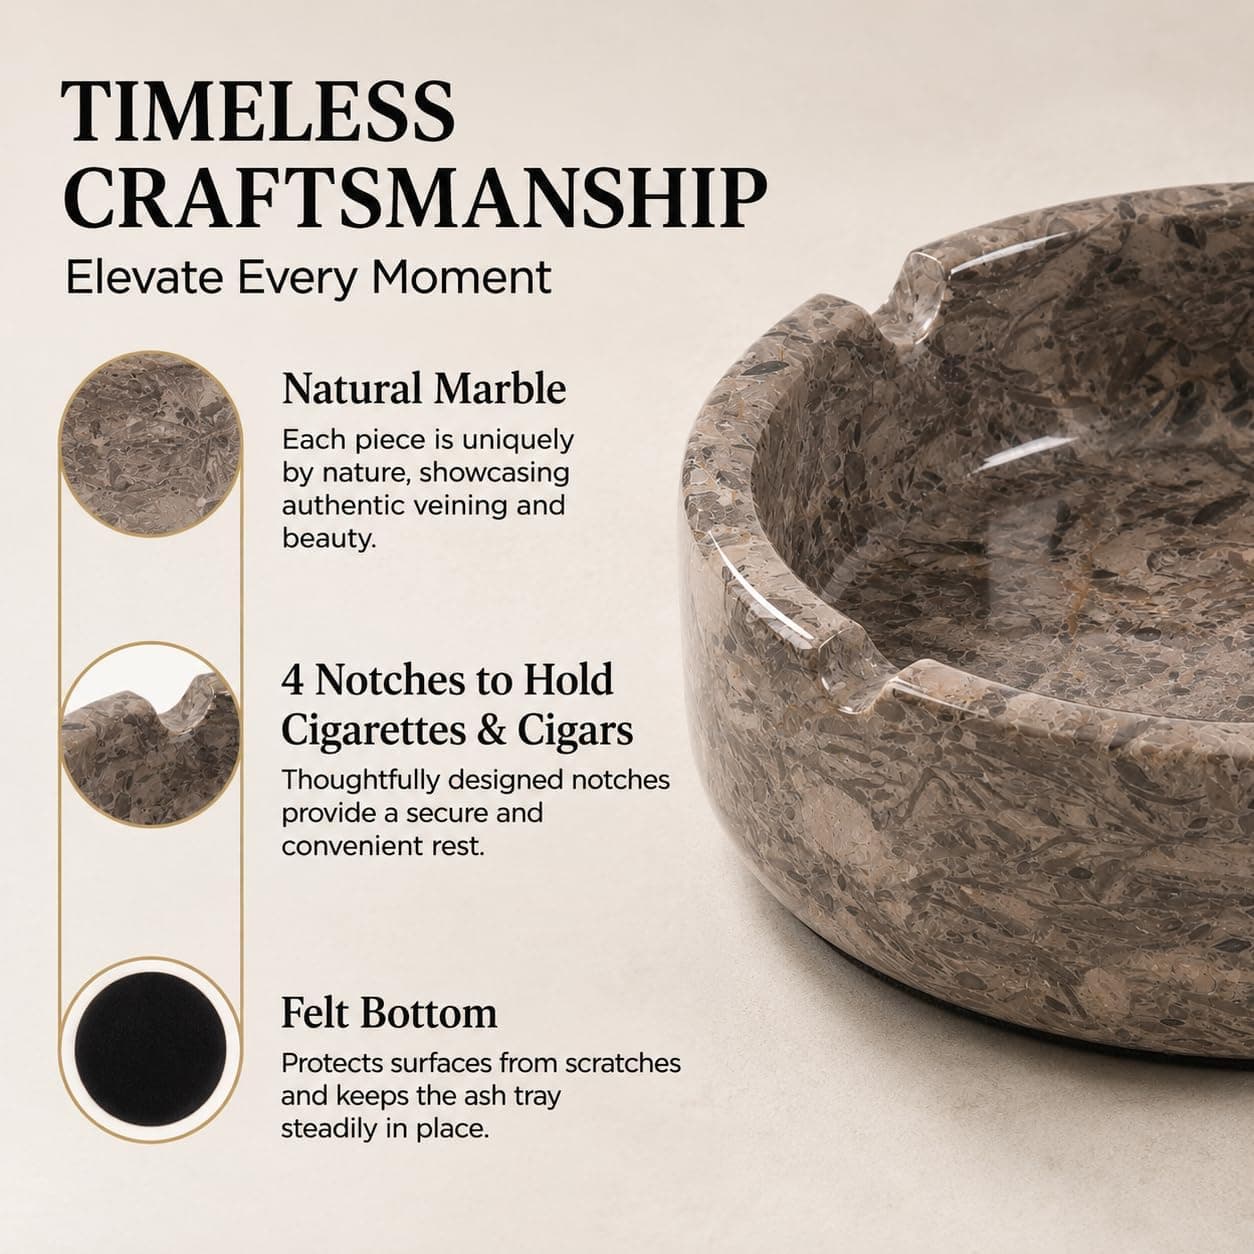 TIMELESS
CRAFTSMANSHIP
Elevate Every Moment
Natural Marble
Each piece is uniquely
by nature, showcasing
authentic veining and
beauty.
4 Notches to Hold
Cigarettes & Cigars
Thoughtfully designed notches
provide a secure and
convenient rest.
Felt Bottom
Protects surfaces from scratches
and keeps the ash tray
steadily in place.